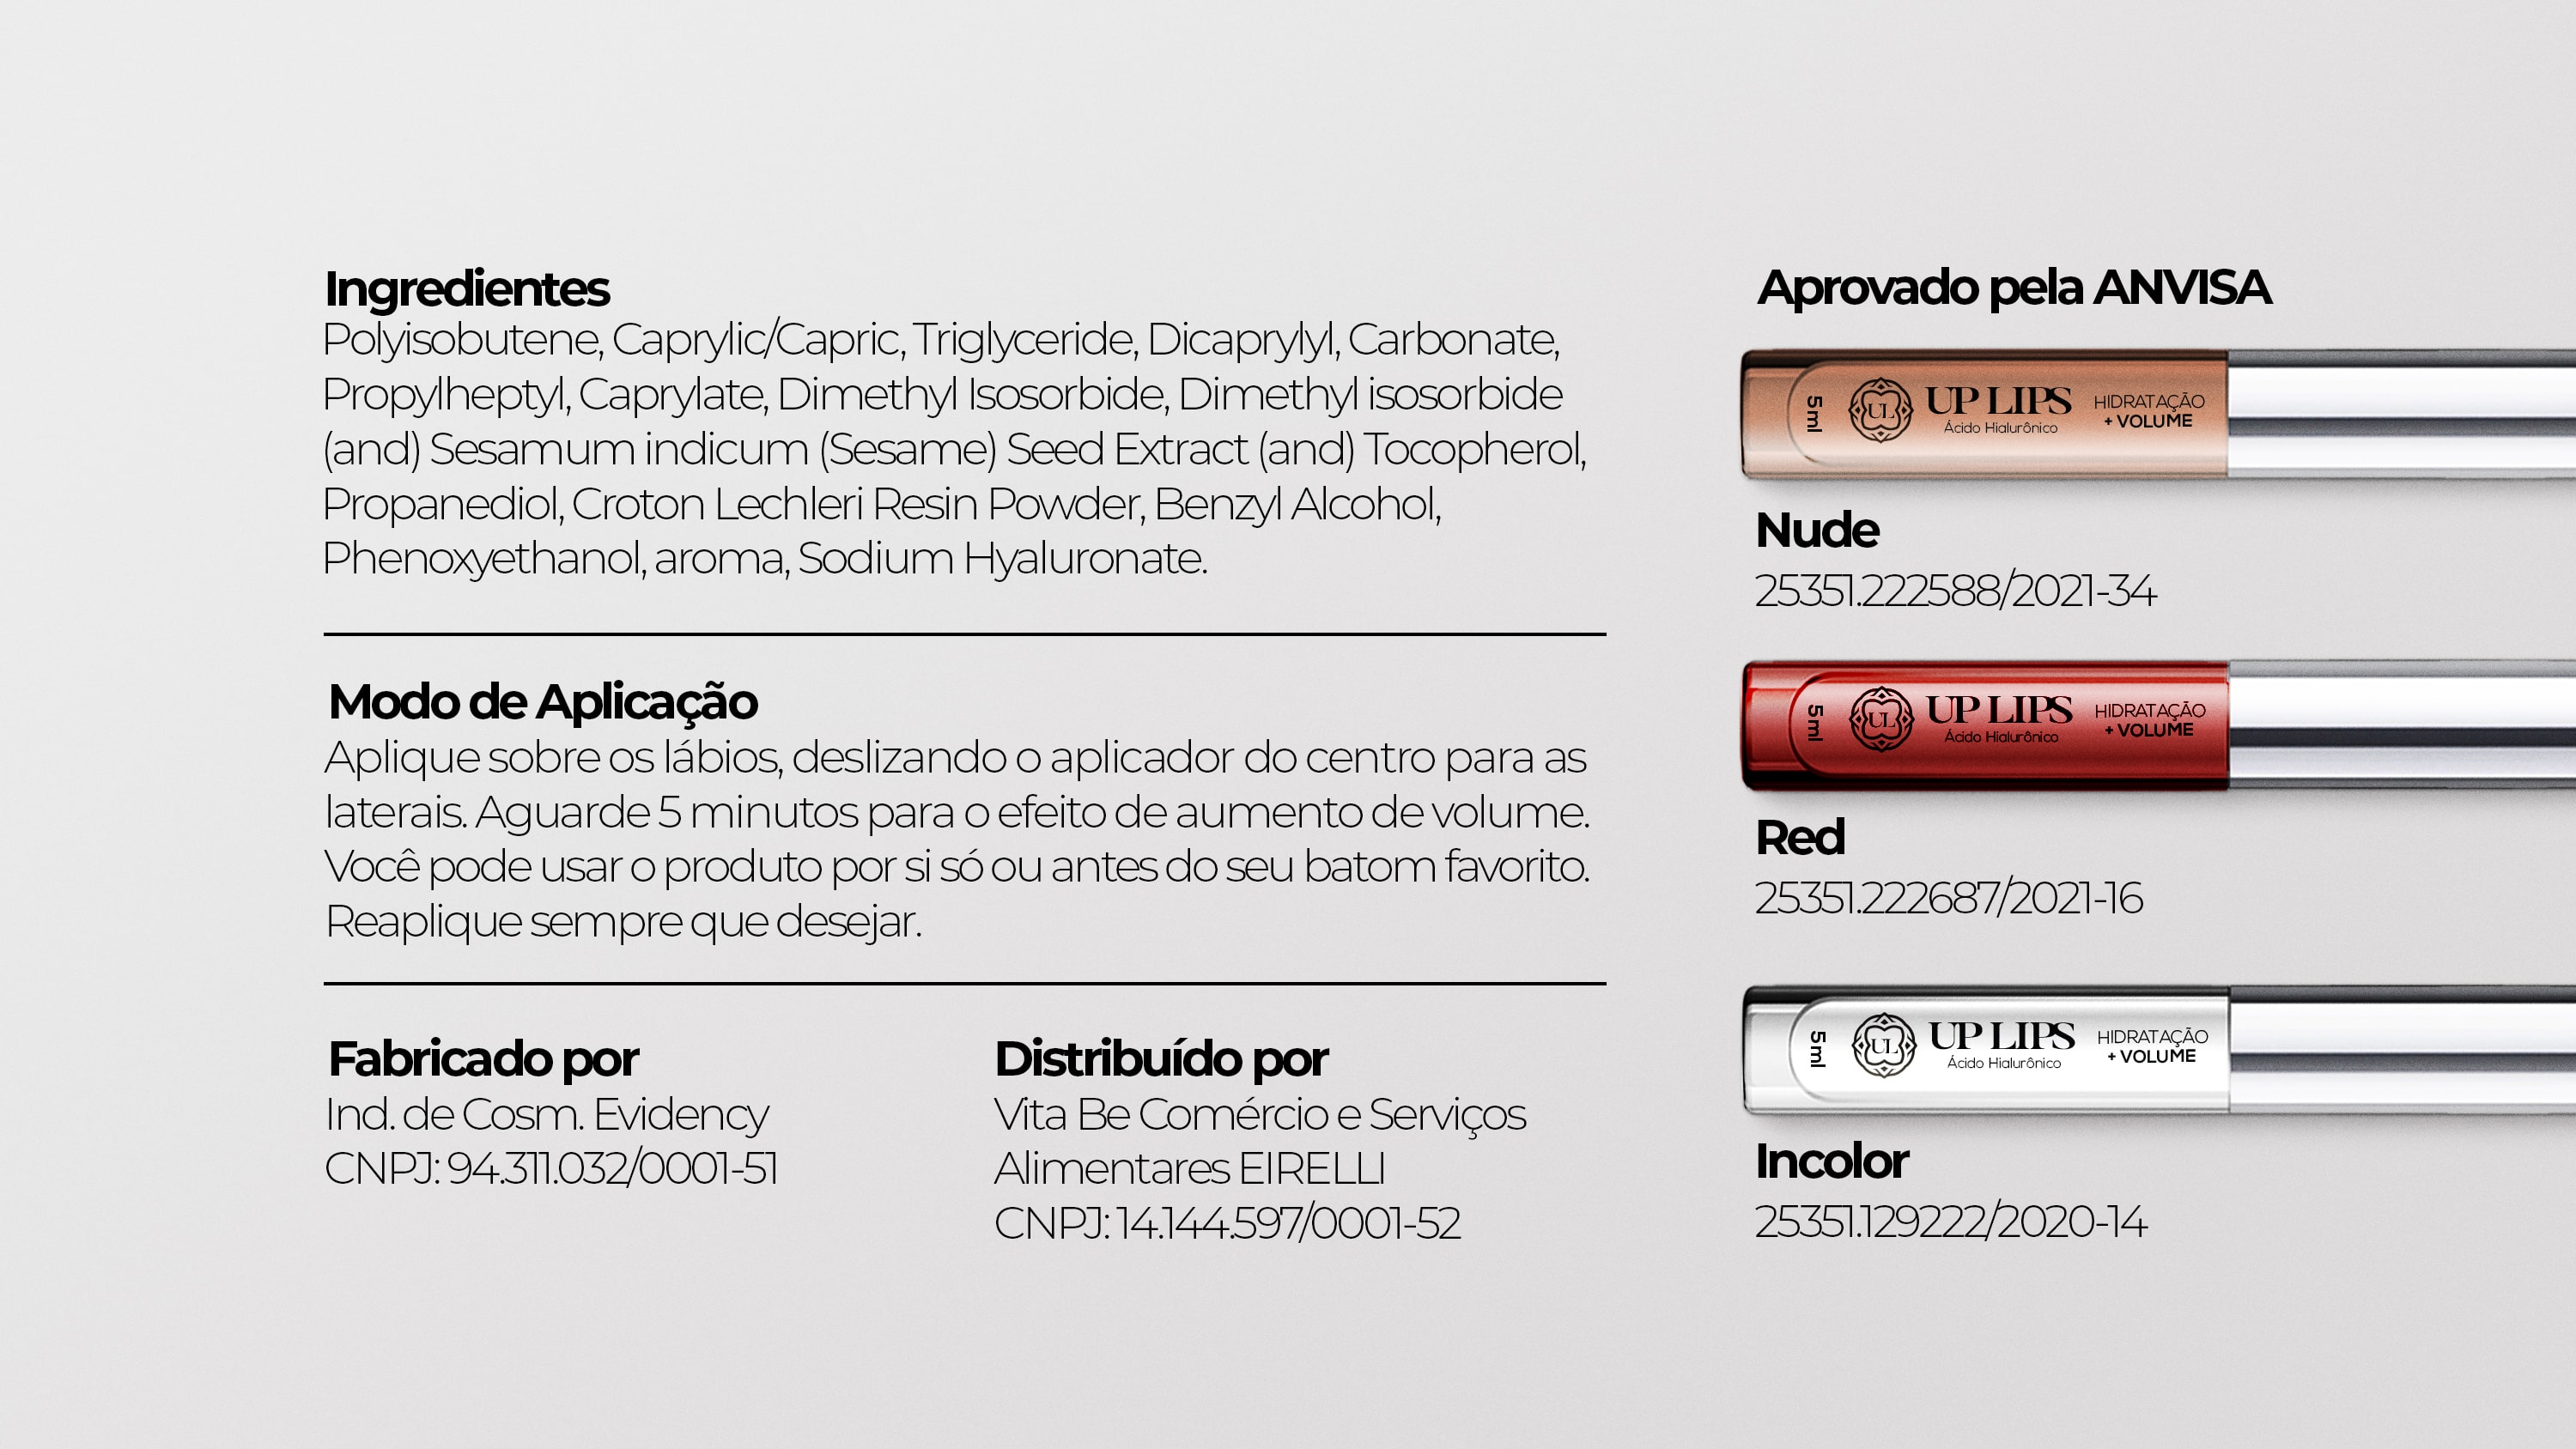 Ingredientes
Polyisobutene, Caprylic/Capric, Triglyceride, Dicaprylyl, Carbonate,
Propylheptyl, Caprylate, Dimethyl Isosorbide, Dimethyl isosorbide
(and) Sesamum indicum (Sesame) Seed Extract (and) Tocopherol,
Propanediol, Croton Lechleri Resin Powder, Benzyl Alcohol,
Phenoxyethanol, aroma, Sodium Hyaluronate.
Modo de Aplicação
Aplique sobre os lábios, deslizando o aplicador do centro para as
laterais. Aguarde 5 minutos para o efeito de aumento de volume.
Você pode usar o produto por si só ou antes do seu batom favorito.
Reaplique sempre que desejar.
Fabricado por
Ind. de Cosm. Evidency
CNPJ: 94.311.032/0001-51
Distribuído por
Vita Be Comércio e Serviços
Alimentares EIRELLI
CNPJ: 14.144.597/0001-52
Aprovado pela ANVISA
5ml
UL
UP LIPS
Ácido Hialurônico
HIDRATAÇÃO
+ VOLUME
Nude
25351.222588/2021-34
5ml
UL
UP LIPS
Ácido Hialurônico
HIDRATAÇÃO
+ VOLUME
Red
25351.222687/2021-16
5ml
UL
UP LIPS
Ácido Hialurônico
HIDRATAÇÃO
+ VOLUME
Incolor
25351.129222/2020-14